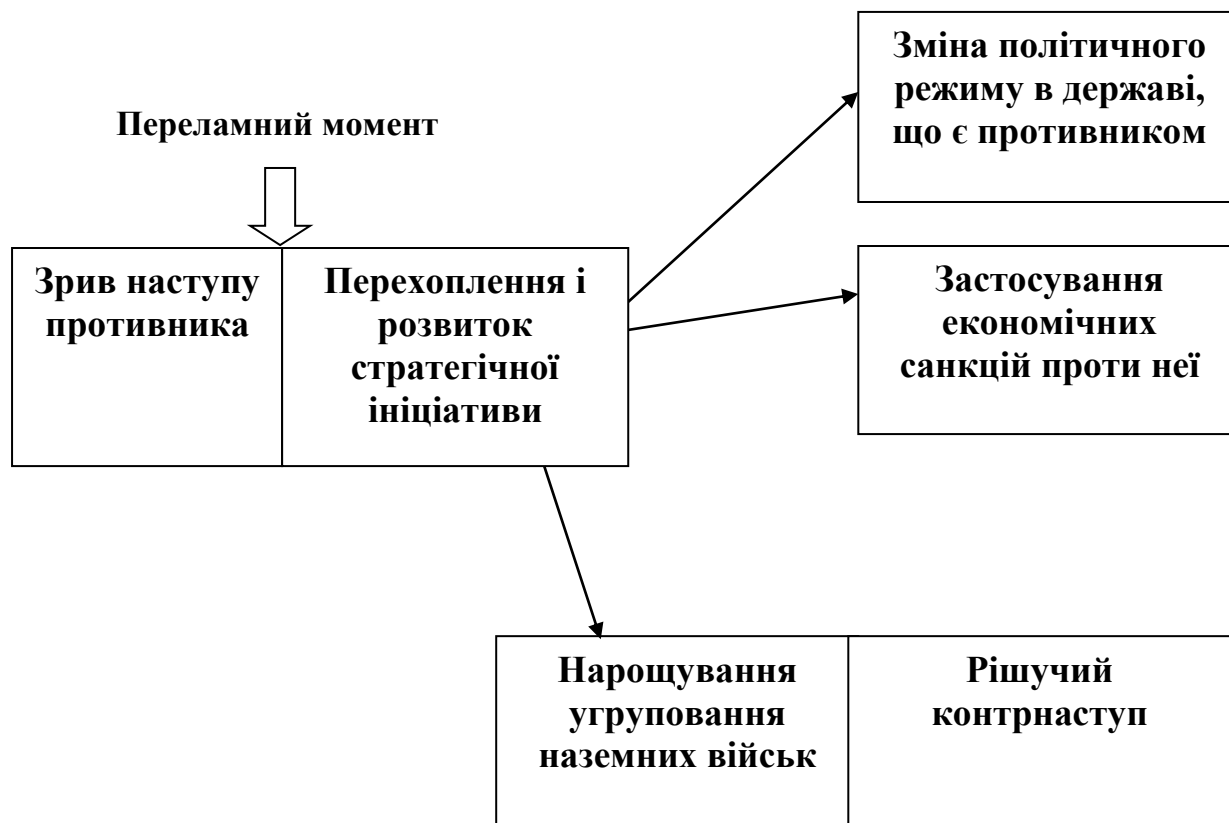 Зміна політичного
режиму в державі,
що є противником
Переламний момент
Зрив наступу
противника
Перехоплення і
розвиток
стратегічної
ініціативи
Застосування
економічних
санкцій проти неї
Нарощування
угруповання
наземних військ
Рішучий
контрнаступ